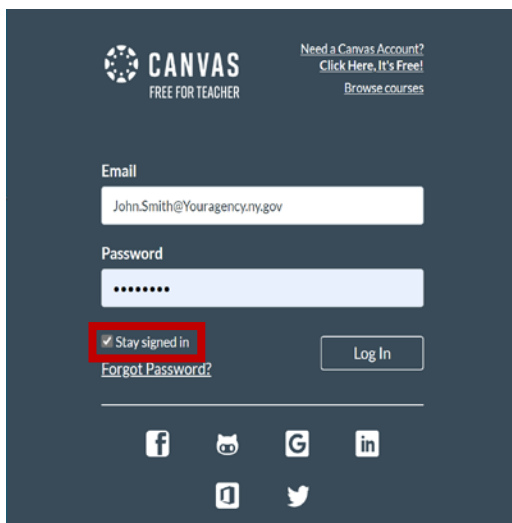 CANVAS
FREE FOR TEACHER
Need a Canvas Account?
Click Here, It's Free!
Browse courses
Email
John.Smith@Youragency.ny.gov
Password
••••••••
Stay signed in
Log In
Forgot Password?
f
G
in